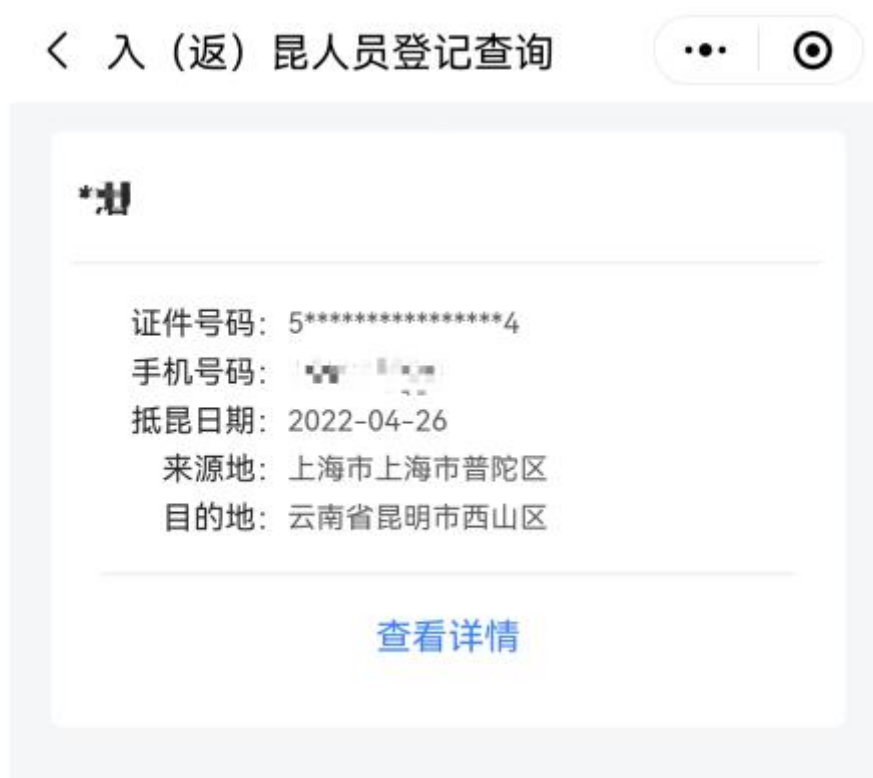 入（返）昆人员登记查询
证件号码：5****************4
手机号码：
抵昆日期：2022-04-26
来源地：上海市上海市普陀区
目的地：云南省昆明市西山区
查看详情